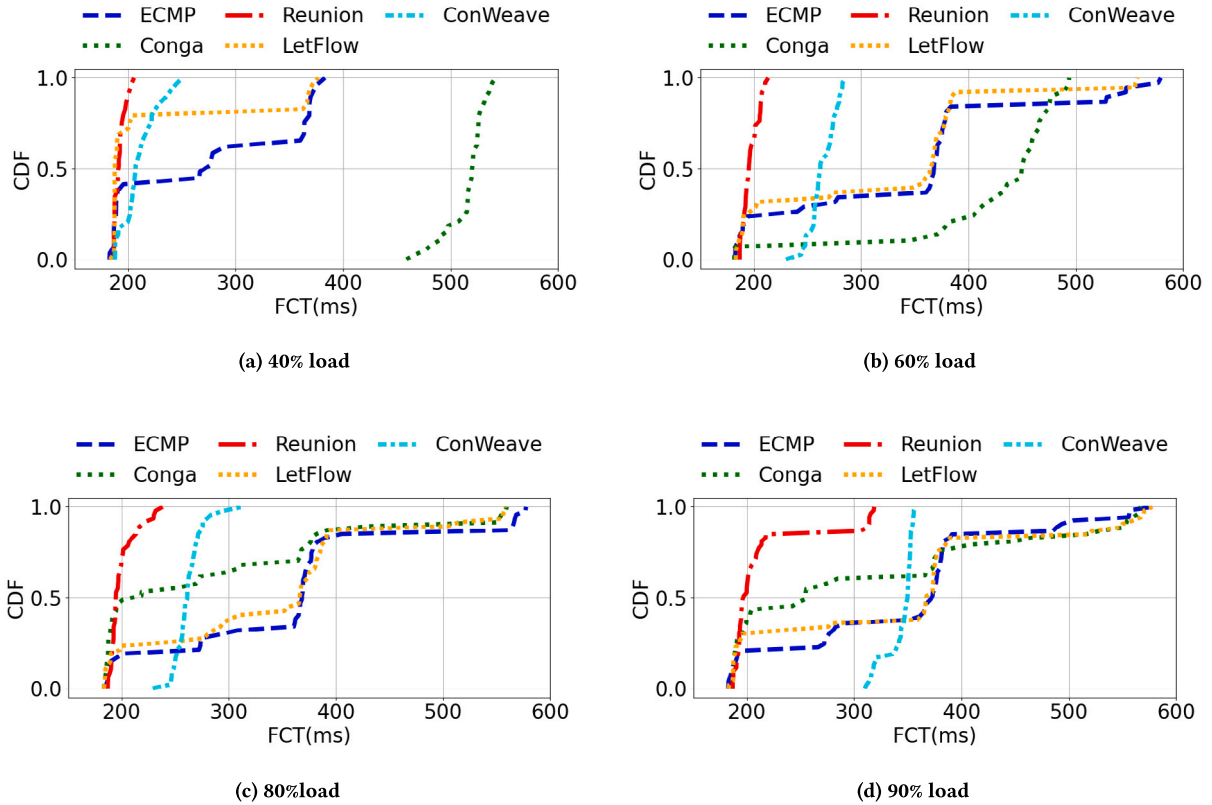 ECMP Reunion ConWeave
Conga LetFlow
1.0
0.5
0.0
CDF
200 300 400 500 600
FCT(ms)
(a) 40% load
ECMP Reunion ConWeave
Conga LetFlow
1.0
0.5
0.0
CDF
200 300 400 500 600
FCT(ms)
(b) 60% load
ECMP Reunion ConWeave
Conga LetFlow
1.0
0.5
0.0
CDF
200 300 400 500 600
FCT(ms)
(c) 80%load
ECMP Reunion ConWeave
Conga LetFlow
1.0
0.5
0.0
CDF
200 300 400 500 600
FCT(ms)
(d) 90% load